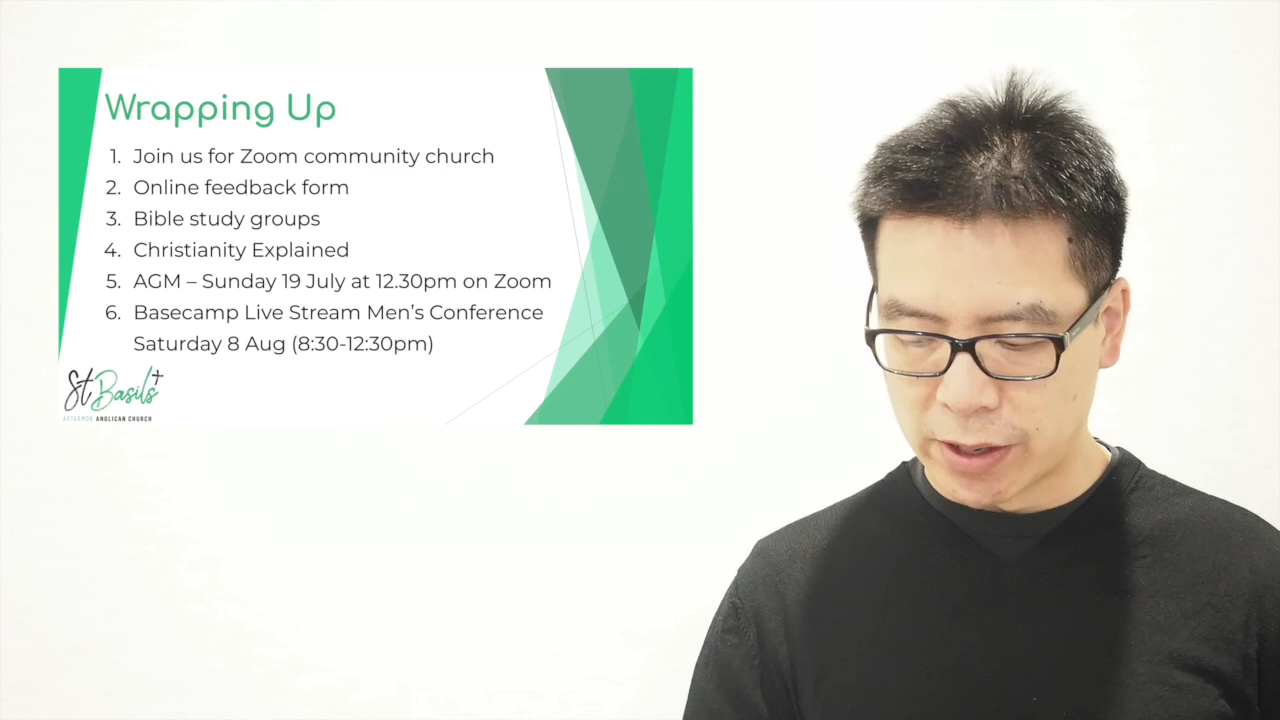 Wrapping Up
1. Join us for Zoom community church
2. Online feedback form
3. Bible study groups
4. Christianity Explained
5. AGM – Sunday 19 July at 12.30pm on Zoom
6. Basecamp Live Stream Men's Conference
Saturday 8 Aug (8:30-12:30pm)
St Basils
ARTARMON ANGLICAN CHURCH